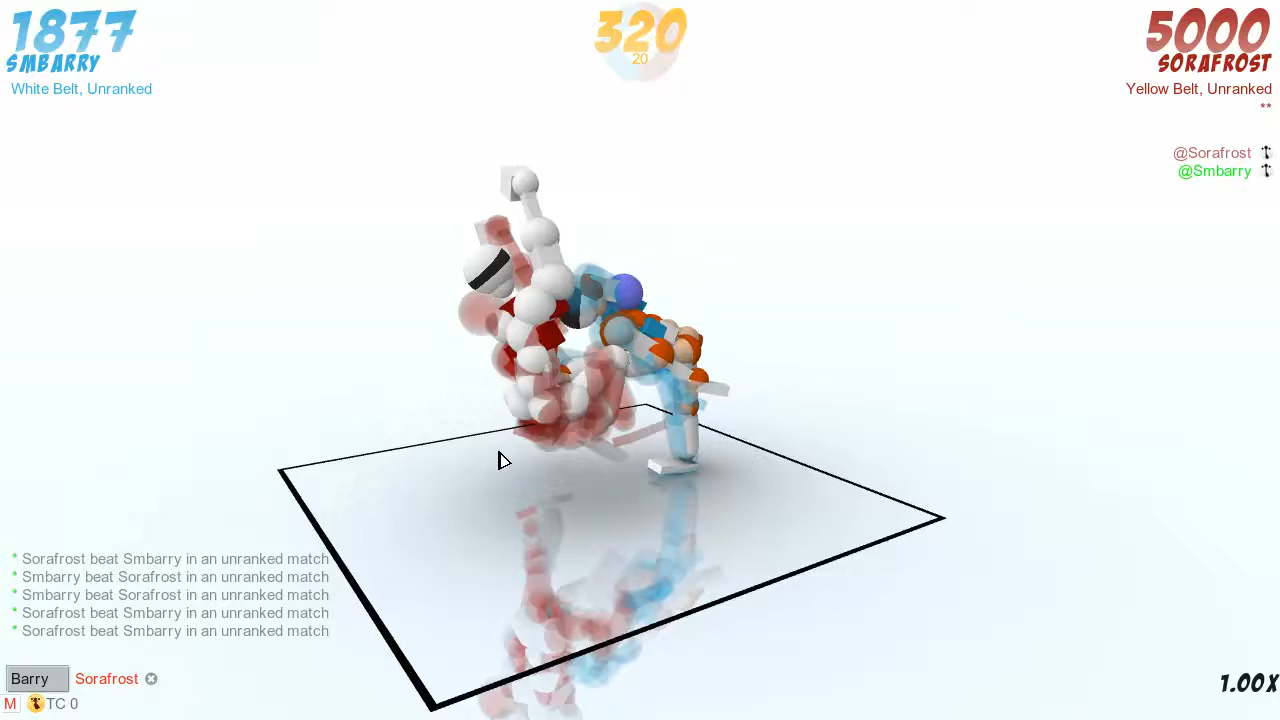 1877
SMBARRY
White Belt, Unranked
320
20
5000
SORAFROST
Yellow Belt, Unranked
**
@Sorafrost
@Smbarry
* Sorafrost beat Smbarry in an unranked match
* Smbarry beat Sorafrost in an unranked match
* Smbarry beat Sorafrost in an unranked match
* Sorafrost beat Smbarry in an unranked match
* Sorafrost beat Smbarry in an unranked match
Barry Sorafrost
M TC 0
1.00X